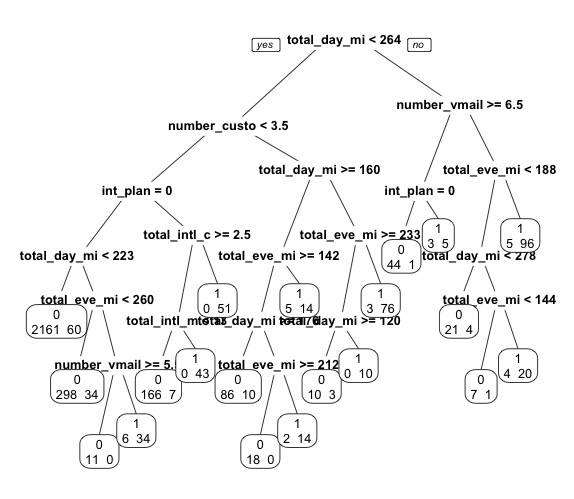 yes total_day_mi < 264 no
number_vmail >= 6.5
number_custo < 3.5
total_day_mi >= 160
total_eve_mi < 188
int_plan = 0
int_plan = 0
total_intl_c >= 2.5
total_eve_mi >= 233
1
3 5
1
5 96
total_day_mi < 223
total_eve_mi >= 142
0
44 1
total_day_mi < 278
total_eve_mi < 260
1
0 51
1
5 14
1
3 76
total_eve_mi < 144
0
2161 60
total_intl_m
total_day_mi >= 120
0
21 4
number_vmail >= 5.
1
0 43
total_eve_mi >= 212
1
0 10
1
4 20
0
298 34
0
166 7
0
86 10
0
10 3
0
7 1
1
6 34
1
2 14
0
11 0
0
18 0